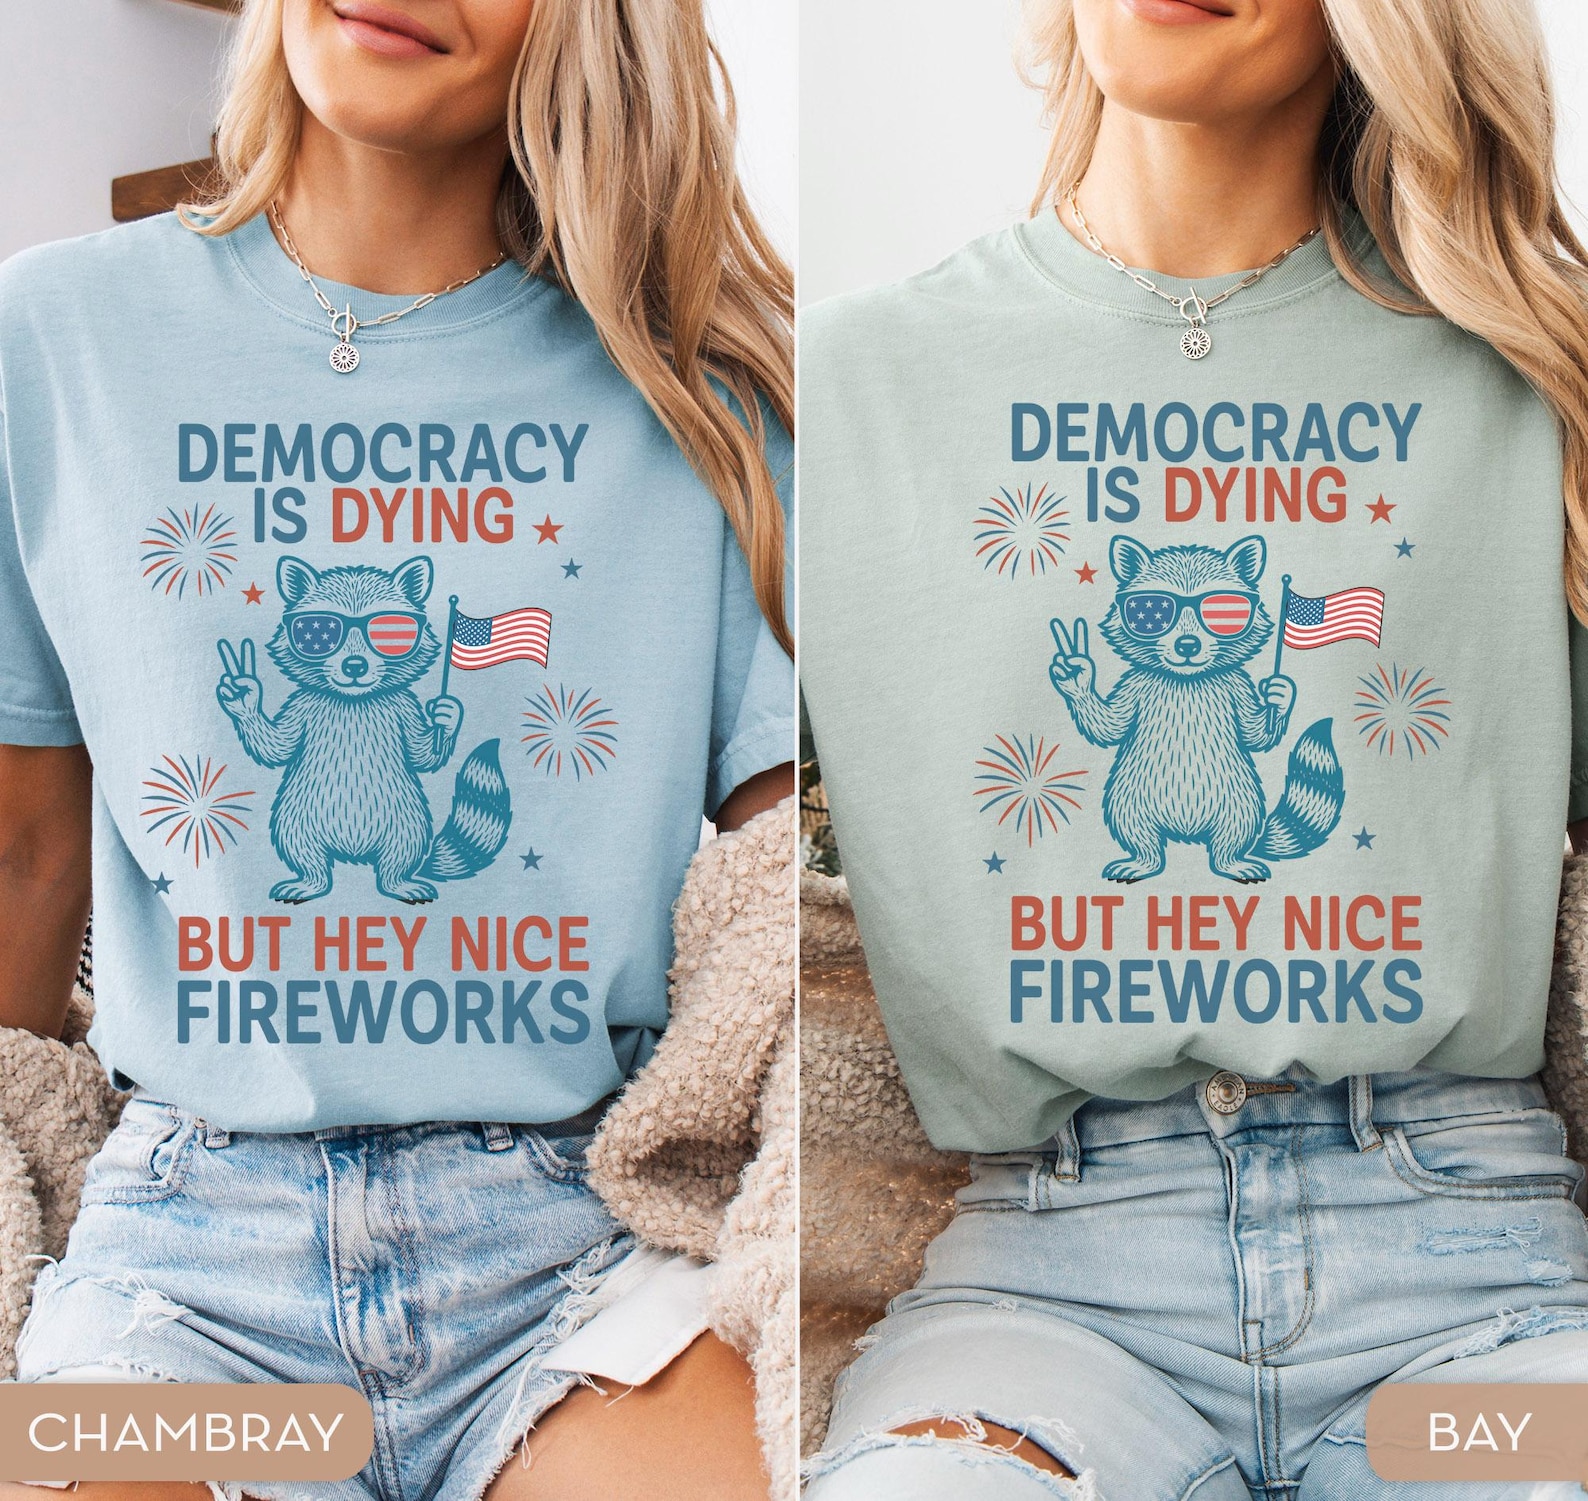 DEMOCRACY
IS DYING
BUT HEY NICE
FIREWORKS
CHAMBRAY
DEMOCRACY
IS DYING
BUT HEY NICE
FIREWORKS
BAY